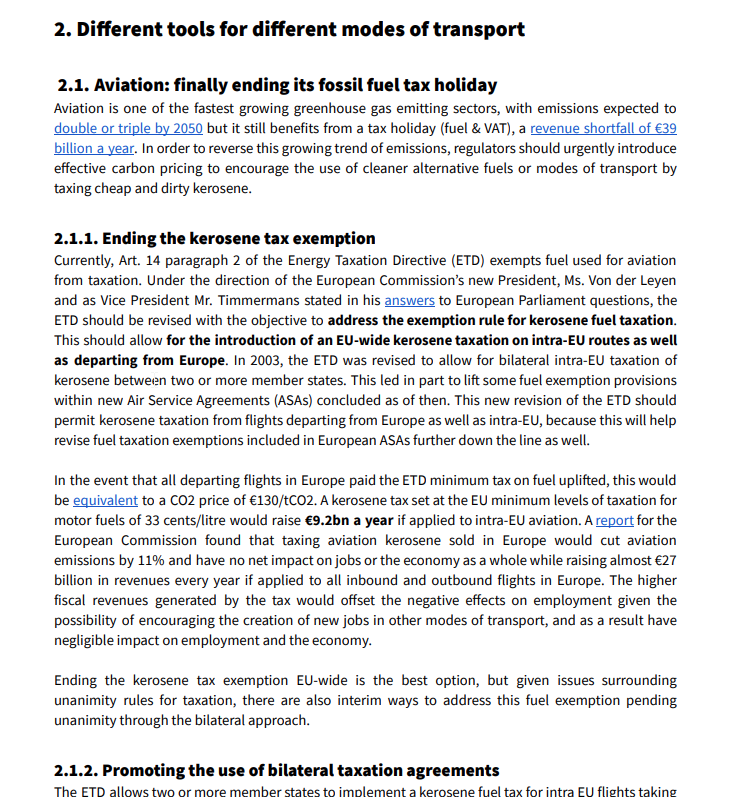 2. Different tools for different modes of transport
2.1. Aviation: finally ending its fossil fuel tax holiday
Aviation is one of the fastest growing greenhouse gas emitting sectors, with emissions expected to
double or triple by 2050 but it still benefits from a tax holiday (fuel & VAT), a revenue shortfall of €39
billion a year. In order to reverse this growing trend of emissions, regulators should urgently introduce
effective carbon pricing to encourage the use of cleaner alternative fuels or modes of transport by
taxing cheap and dirty kerosene.
2.1.1. Ending the kerosene tax exemption
Currently, Art. 14 paragraph 2 of the Energy Taxation Directive (ETD) exempts fuel used for aviation
from taxation. Under the direction of the European Commission's new President, Ms. Von der Leyen
and as Vice President Mr. Timmermans stated in his answers to European Parliament questions, the
ETD should be revised with the objective to address the exemption rule for kerosene fuel taxation.
This should allow for the introduction of an EU-wide kerosene taxation on intra-EU routes as well
as departing from Europe. In 2003, the ETD was revised to allow for bilateral intra-EU taxation of
kerosene between two or more member states. This led in part to lift some fuel exemption provisions
within new Air Service Agreements (ASAs) concluded as of then. This new revision of the ETD should
permit kerosene taxation from flights departing from Europe as well as intra-EU, because this will help
revise fuel taxation exemptions included in European ASAs further down the line as well.
In the event that all departing flights in Europe paid the ETD minimum tax on fuel uplifted, this would
be equivalent to a CO2 price of €130/tCO2. A kerosene tax set at the EU minimum levels of taxation for
motor fuels of 33 cents/litre would raise €9.2bn a year if applied to intra-EU aviation. A report for the
European Commission found that taxing aviation kerosene sold in Europe would cut aviation
emissions by 11% and have no net impact on jobs or the economy as a whole while raising almost €27
billion in revenues every year if applied to all inbound and outbound flights in Europe. The higher
fiscal revenues generated by the tax would offset the negative effects on employment given the
possibility of encouraging the creation of new jobs in other modes of transport, and as a result have
negligible impact on employment and the economy.
Ending the kerosene tax exemption EU-wide is the best option, but given issues surrounding
unanimity rules for taxation, there are also interim ways to address this fuel exemption pending
unanimity through the bilateral approach.
2.1.2. Promoting the use of bilateral taxation agreements
The ETD allows two or more member states to implement a kerosene fuel tax for intra EU flights taking